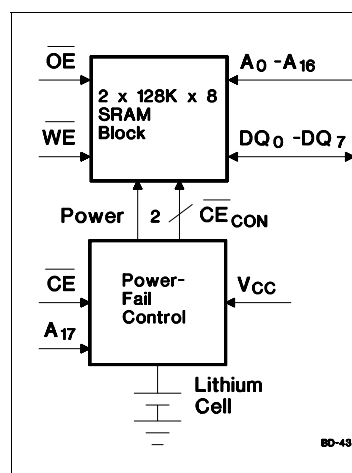 OE A0 -A16
2 x 128K x 8
SRAM
Block
WE DQ0 -DQ7
Power 2 CECON
CE Power-
Fail
Control VCC
A17
Lithium
Cell
BD-43